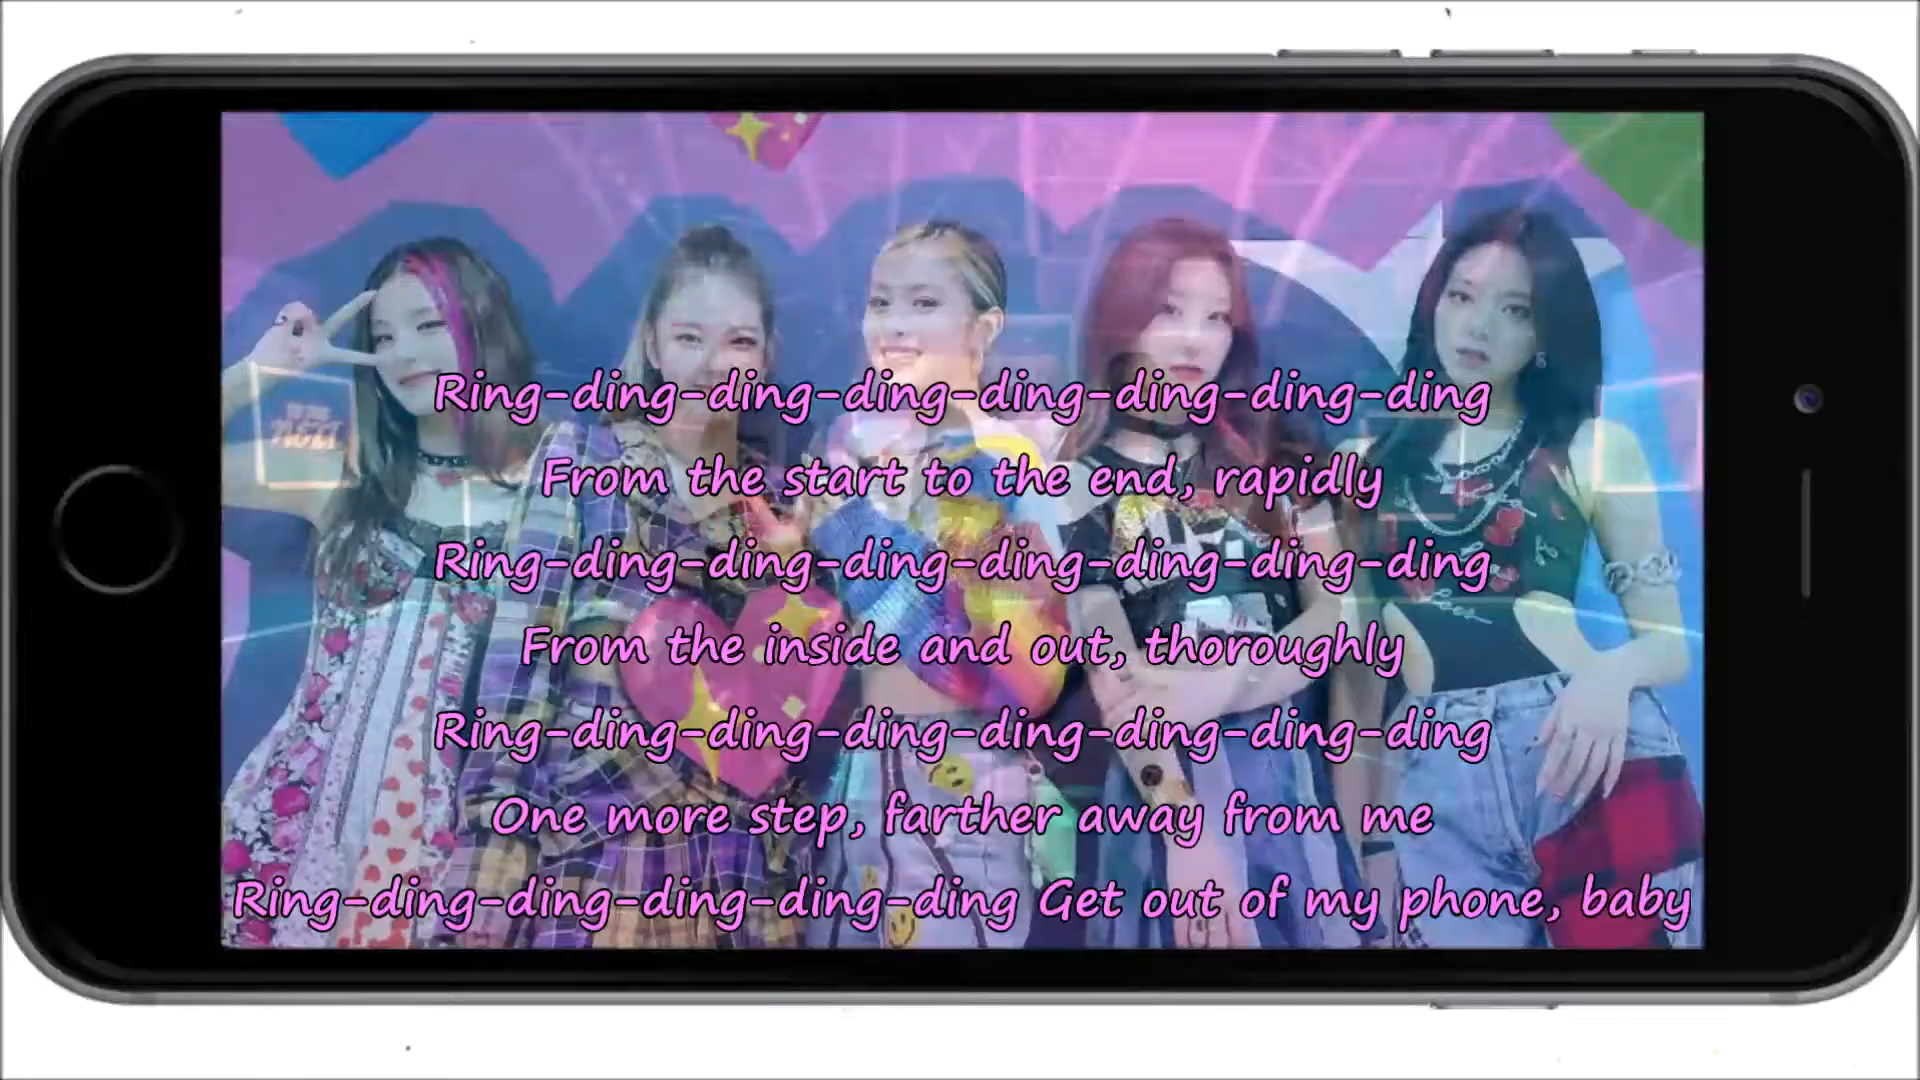 Ring-ding-ding-ding-ding-ding-ding-ding
From the start to the end, rapidly
Ring-ding-ding-ding-ding-ding-ding-ding
From the inside and out, thoroughly
Ring-ding-ding-ding-ding-ding-ding-ding
One more step, farther away from me
Ring-ding-ding-ding-ding-ding Get out of my phone, baby